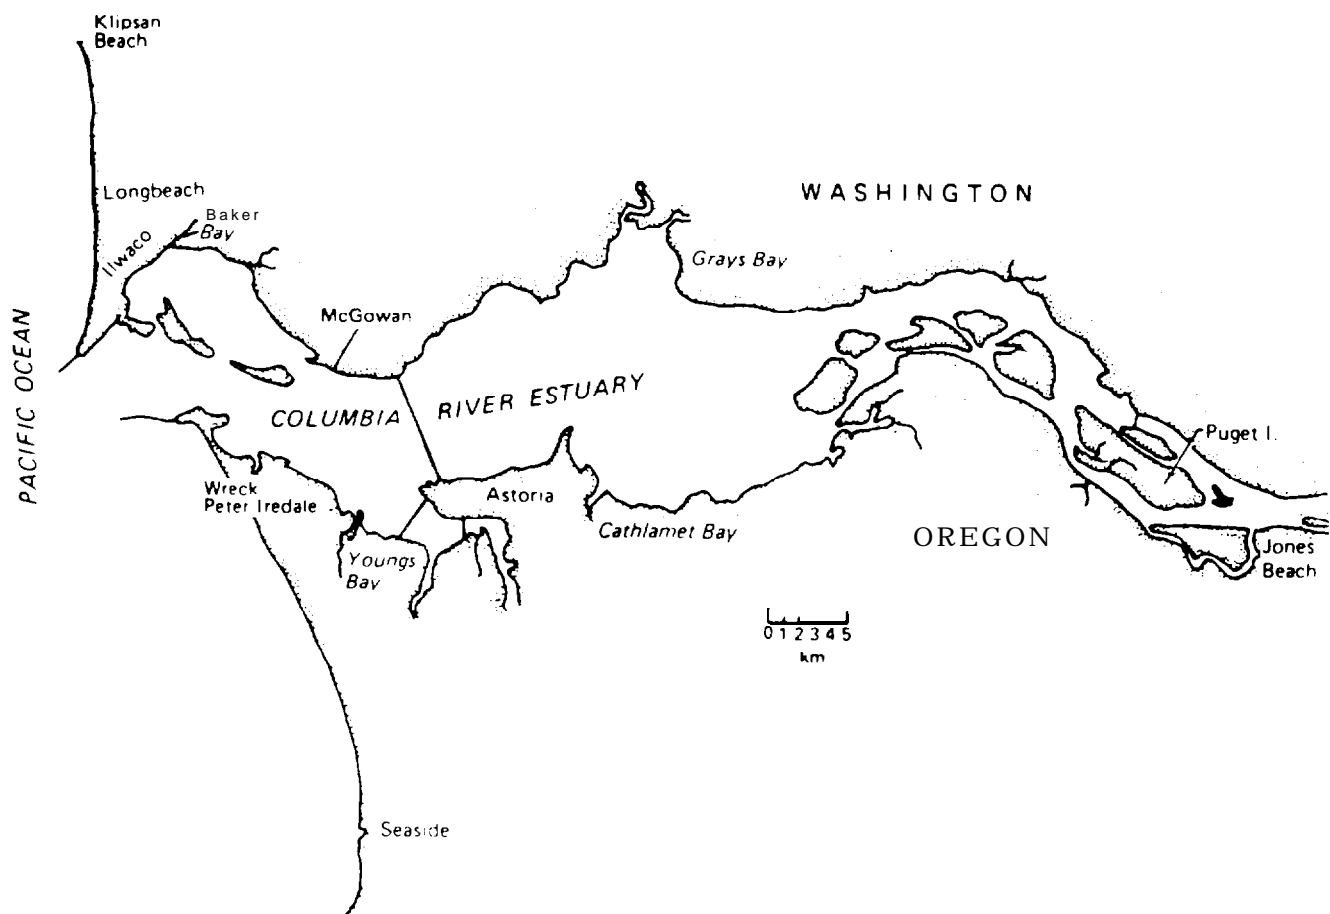 Klipsan
Beach
Longbeach
Baker
Bay
Ilwaco
WASHINGTON
Grays Bay
McGowan
PACIFIC OCEAN
COLUMBIA RIVER ESTUARY
Puget I.
Wreck
Peter Iredale
Astoria
Cathlamet Bay
OREGON
Youngs
Bay
Jones
Beach
0 1 2 3 4 5
km
Seaside